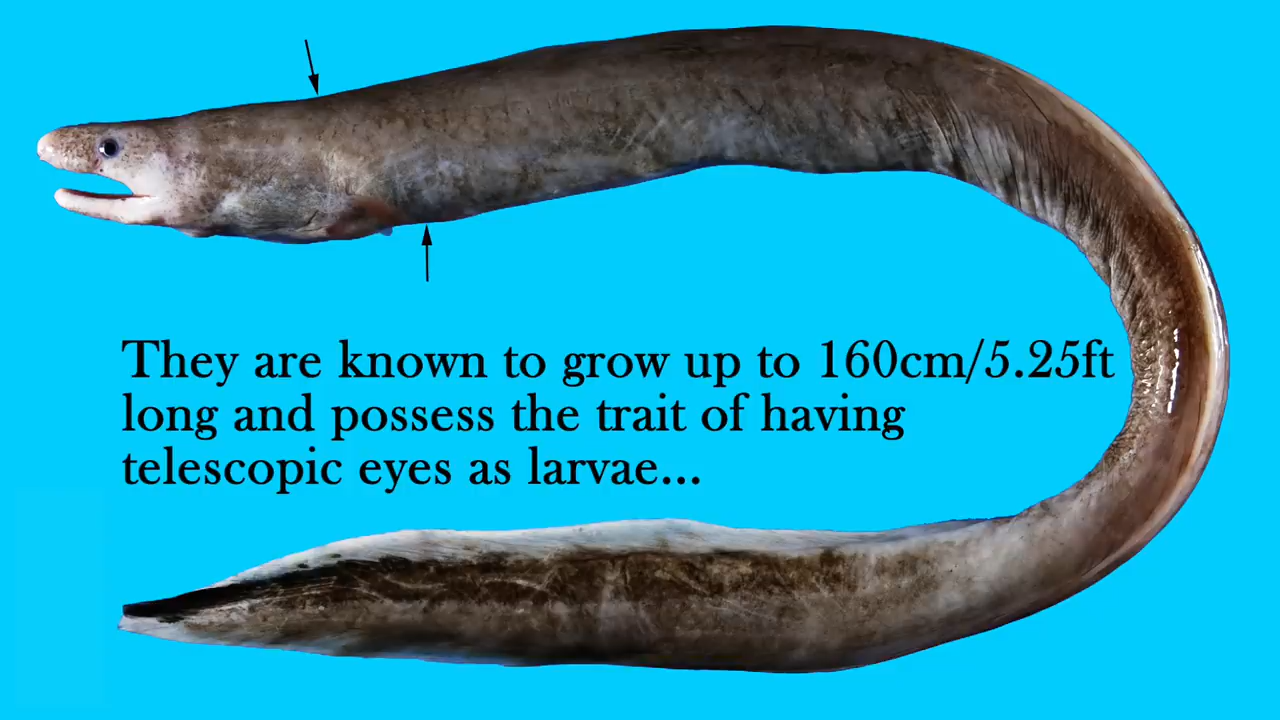 They are known to grow up to 160cm/5.25ft
long and possess the trait of having
telescopic eyes as larvae...